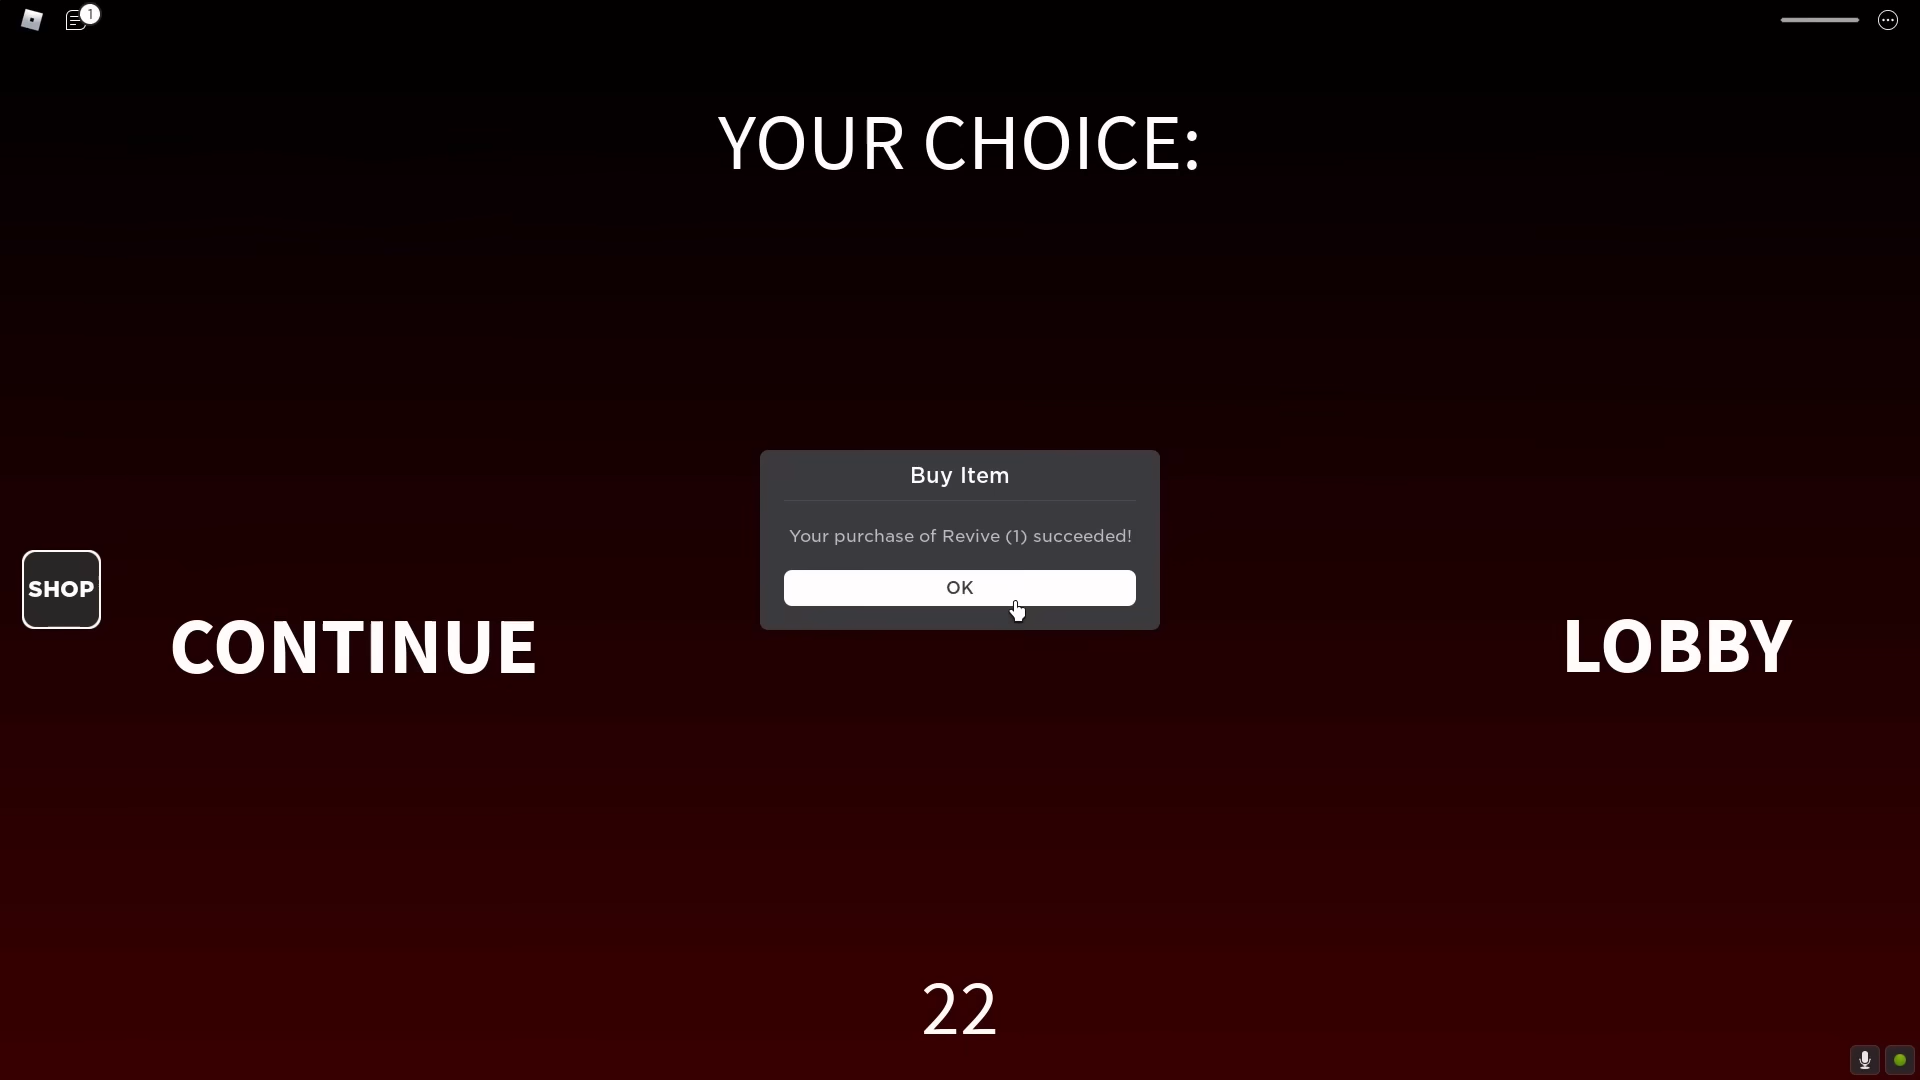 1
YOUR CHOICE:
Buy Item
Your purchase of Revive (1) succeeded!
OK
SHOP
CONTINUE
LOBBY
22